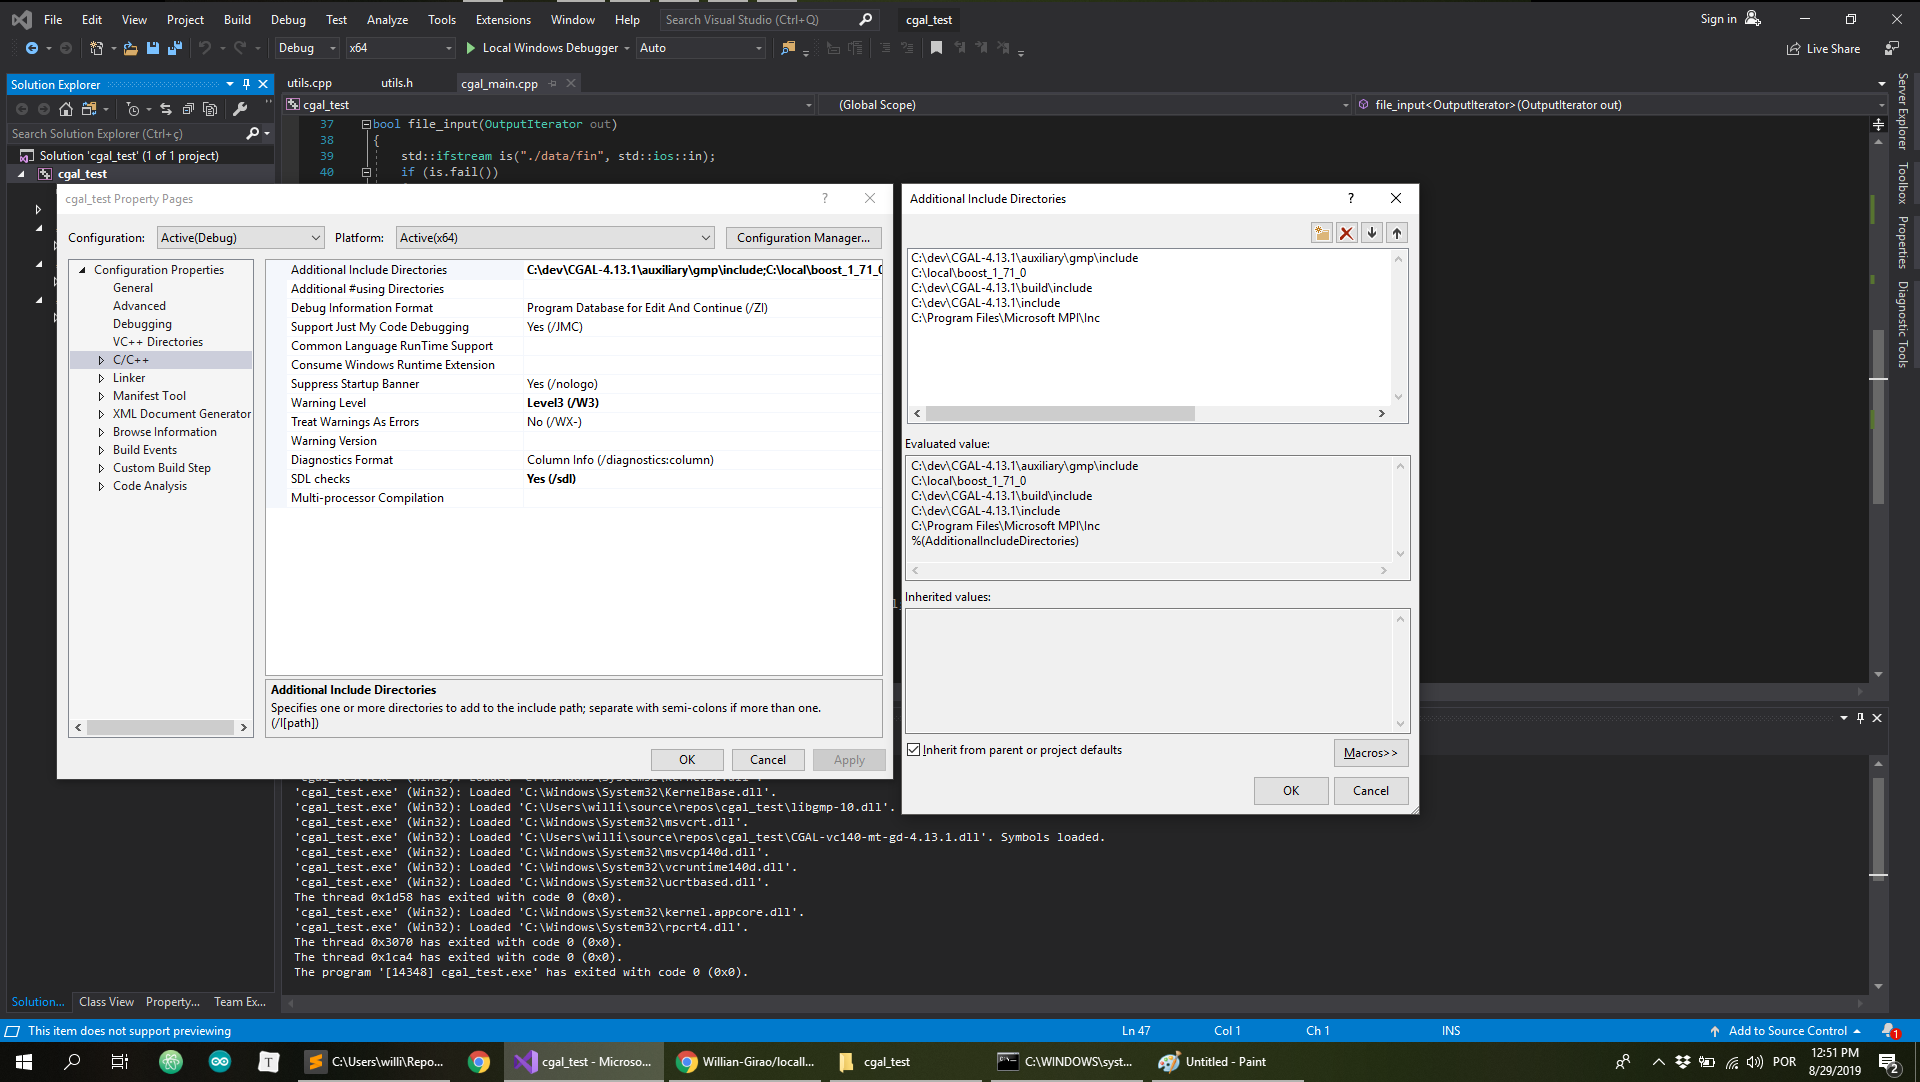 File Edit View Project Build Debug Test Analyze Tools Extensions Window Help Search Visual Studio (Ctrl+Q) cgal_test Sign in
Debug x64 Local Windows Debugger Auto Live Share
Solution Explorer
utils.cpp utils.h cgal_main.cpp
cgal_test (Global Scope) file_input<OutputIterator>(OutputIterator out)
Search Solution Explorer (Ctrl+ç)
Solution 'cgal_test' (1 of 1 project)
cgal_test
37 bool file_input(OutputIterator out)
38 {
39 std::ifstream is("./data/fin", std::ios::in);
40 if (is.fail())
Server Explorer
Toolbox
Properties
Diagnostic Tools
cgal_test Property Pages ?
Configuration: Active(Debug) Platform: Active(x64) Configuration Manager...
Configuration Properties
General
Advanced
Debugging
VC++ Directories
C/C++
Linker
Manifest Tool
XML Document Generator
Browse Information
Build Events
Custom Build Step
Code Analysis
Additional Include Directories C:\dev\CGAL-4.13.1\auxiliary\gmp\include;C:\local\boost_1_71_0
Additional #using Directories
Debug Information Format Program Database for Edit And Continue (/ZI)
Support Just My Code Debugging Yes (/JMC)
Common Language RunTime Support
Consume Windows Runtime Extension
Suppress Startup Banner Yes (/nologo)
Warning Level Level3 (/W3)
Treat Warnings As Errors No (/WX-)
Warning Version
Diagnostics Format Column Info (/diagnostics:column)
SDL checks Yes (/sdl)
Multi-processor Compilation
Additional Include Directories
Specifies one or more directories to add to the include path; separate with semi-colons if more than one.
(/I[path])
OK Cancel Apply
Additional Include Directories ?
C:\dev\CGAL-4.13.1\auxiliary\gmp\include
C:\local\boost_1_71_0
C:\dev\CGAL-4.13.1\build\include
C:\dev\CGAL-4.13.1\include
C:\Program Files\Microsoft MPI\Inc
Evaluated value:
C:\dev\CGAL-4.13.1\auxiliary\gmp\include
C:\local\boost_1_71_0
C:\dev\CGAL-4.13.1\build\include
C:\dev\CGAL-4.13.1\include
C:\Program Files\Microsoft MPI\Inc
%(AdditionalIncludeDirectories)
Inherited values:
Inherit from parent or project defaults
Macros>>
OK Cancel
'cgal_test.exe' (Win32): Loaded 'C:\Windows\System32\kernel32.dll'.
'cgal_test.exe' (Win32): Loaded 'C:\Windows\System32\KernelBase.dll'.
'cgal_test.exe' (Win32): Loaded 'C:\Users\willi\source\repos\cgal_test\libgmp-10.dll'.
'cgal_test.exe' (Win32): Loaded 'C:\Windows\System32\msvcrt.dll'.
'cgal_test.exe' (Win32): Loaded 'C:\Users\willi\source\repos\cgal_test\CGAL-vc140-mt-gd-4.13.1.dll'. Symbols loaded.
'cgal_test.exe' (Win32): Loaded 'C:\Windows\System32\msvcp140d.dll'.
'cgal_test.exe' (Win32): Loaded 'C:\Windows\System32\vcruntime140d.dll'.
'cgal_test.exe' (Win32): Loaded 'C:\Windows\System32\ucrtbased.dll'.
The thread 0x1d58 has exited with code 0 (0x0).
'cgal_test.exe' (Win32): Loaded 'C:\Windows\System32\kernel.appcore.dll'.
'cgal_test.exe' (Win32): Loaded 'C:\Windows\System32\rpcrt4.dll'.
The thread 0x3070 has exited with code 0 (0x0).
The thread 0x1ca4 has exited with code 0 (0x0).
The program '[14348] cgal_test.exe' has exited with code 0 (0x0).
Solution... Class View Property... Team Ex...
This item does not support previewing Ln 47 Col 1 Ch 1 INS Add to Source Control 1
C:\Users\willi\Repo... cgal_test - Microso... Willian-Girao/locall... cgal_test C:\WINDOWS\syst... Untitled - Paint POR 12:51 PM
8/29/2019 2